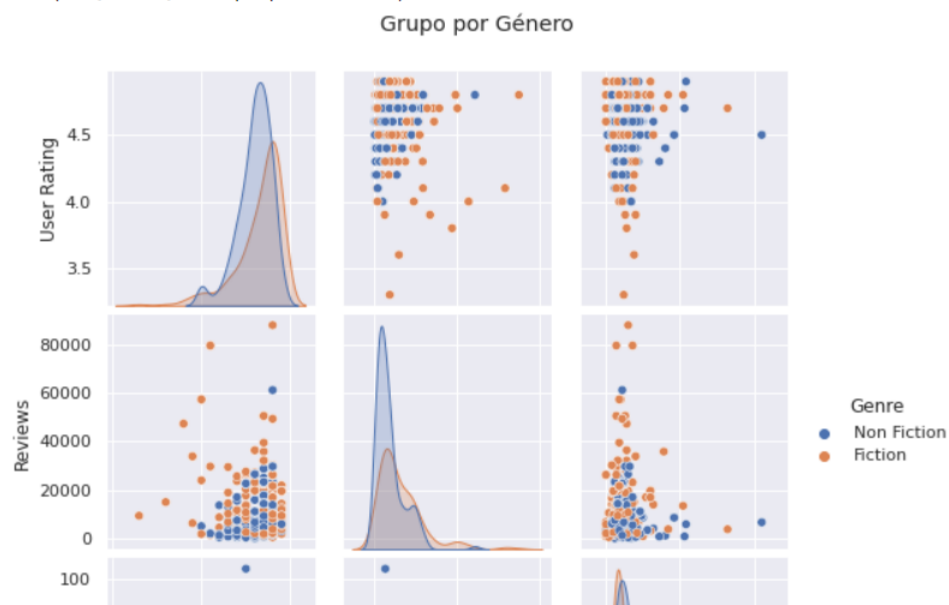 Grupo por Género
User Rating
4.5
4.0
3.5
Reviews
80000
60000
40000
20000
0
Genre
Non Fiction
Fiction
100